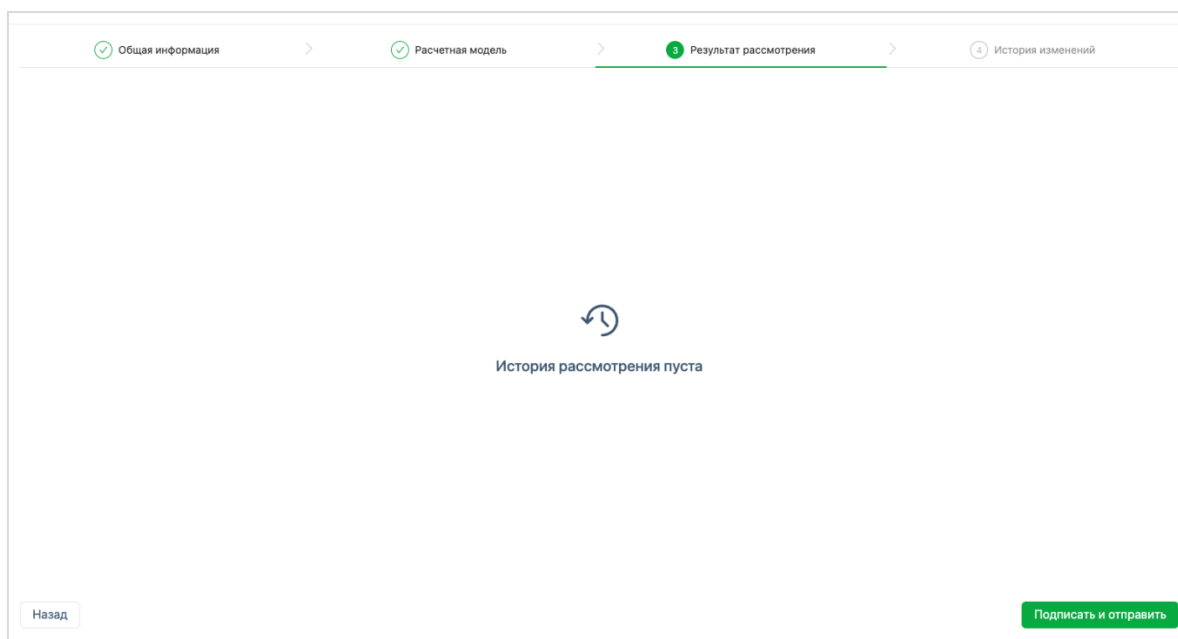 Общая информация
Расчетная модель
3 Результат рассмотрения
4 История изменений
История рассмотрения пуста
Назад
Подписать и отправить